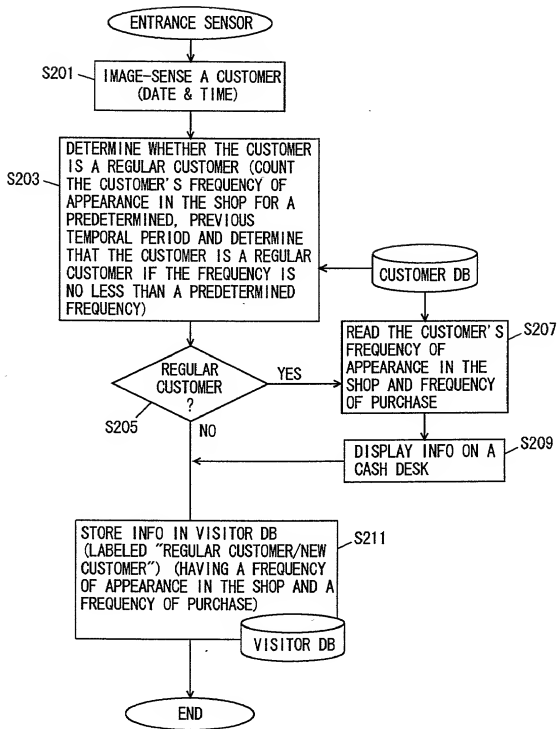 ENTRANCE SENSOR
S201
IMAGE-SENSE A CUSTOMER
(DATE & TIME)
S203
DETERMINE WHETHER THE CUSTOMER
IS A REGULAR CUSTOMER (COUNT
THE CUSTOMER'S FREQUENCY OF
APPEARANCE IN THE SHOP FOR A
PREDETERMINED, PREVIOUS
TEMPORAL PERIOD AND DETERMINE
THAT THE CUSTOMER IS A REGULAR
CUSTOMER IF THE FREQUENCY IS
NO LESS THAN A PREDETERMINED
FREQUENCY)
CUSTOMER DB
S207
READ THE CUSTOMER'S
FREQUENCY OF
APPEARANCE IN THE
SHOP AND FREQUENCY
OF PURCHASE
REGULAR
CUSTOMER
?
YES
S205
NO
S209
DISPLAY INFO ON A
CASH DESK
S211
STORE INFO IN VISITOR DB
(LABELED "REGULAR CUSTOMER/NEW
CUSTOMER") (HAVING A FREQUENCY
OF APPEARANCE IN THE SHOP AND A
FREQUENCY OF PURCHASE)
VISITOR DB
END